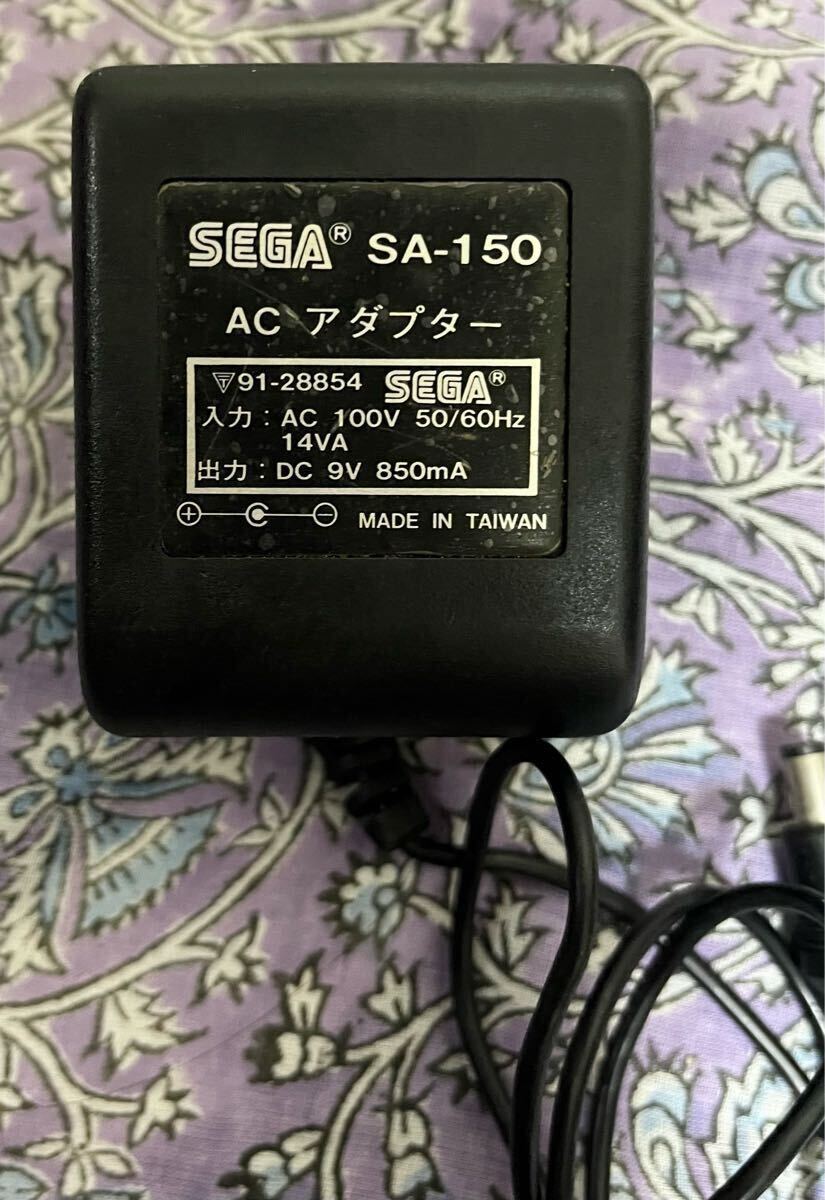 SEGA® SA-150
AC アダプター
T 91-28854 SEGA®
入力 : AC 100V 50/60Hz
14VA
出力 : DC 9V 850mA
MADE IN TAIWAN